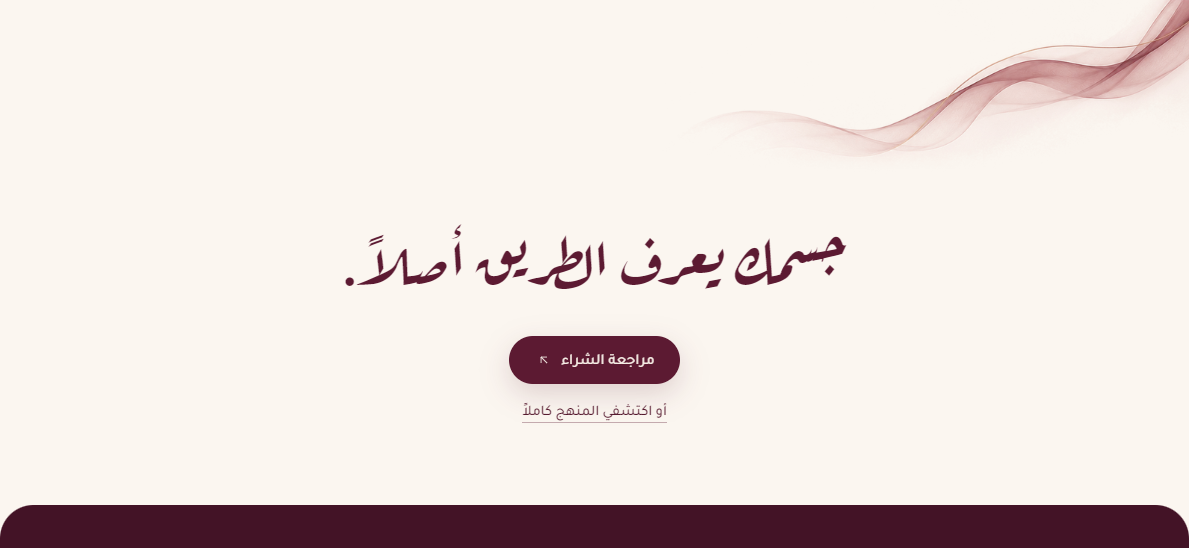 جسمك يعرف الطريق أصلاً.
مراجعة الشراء
أو اكتشفي المنهج كاملاً